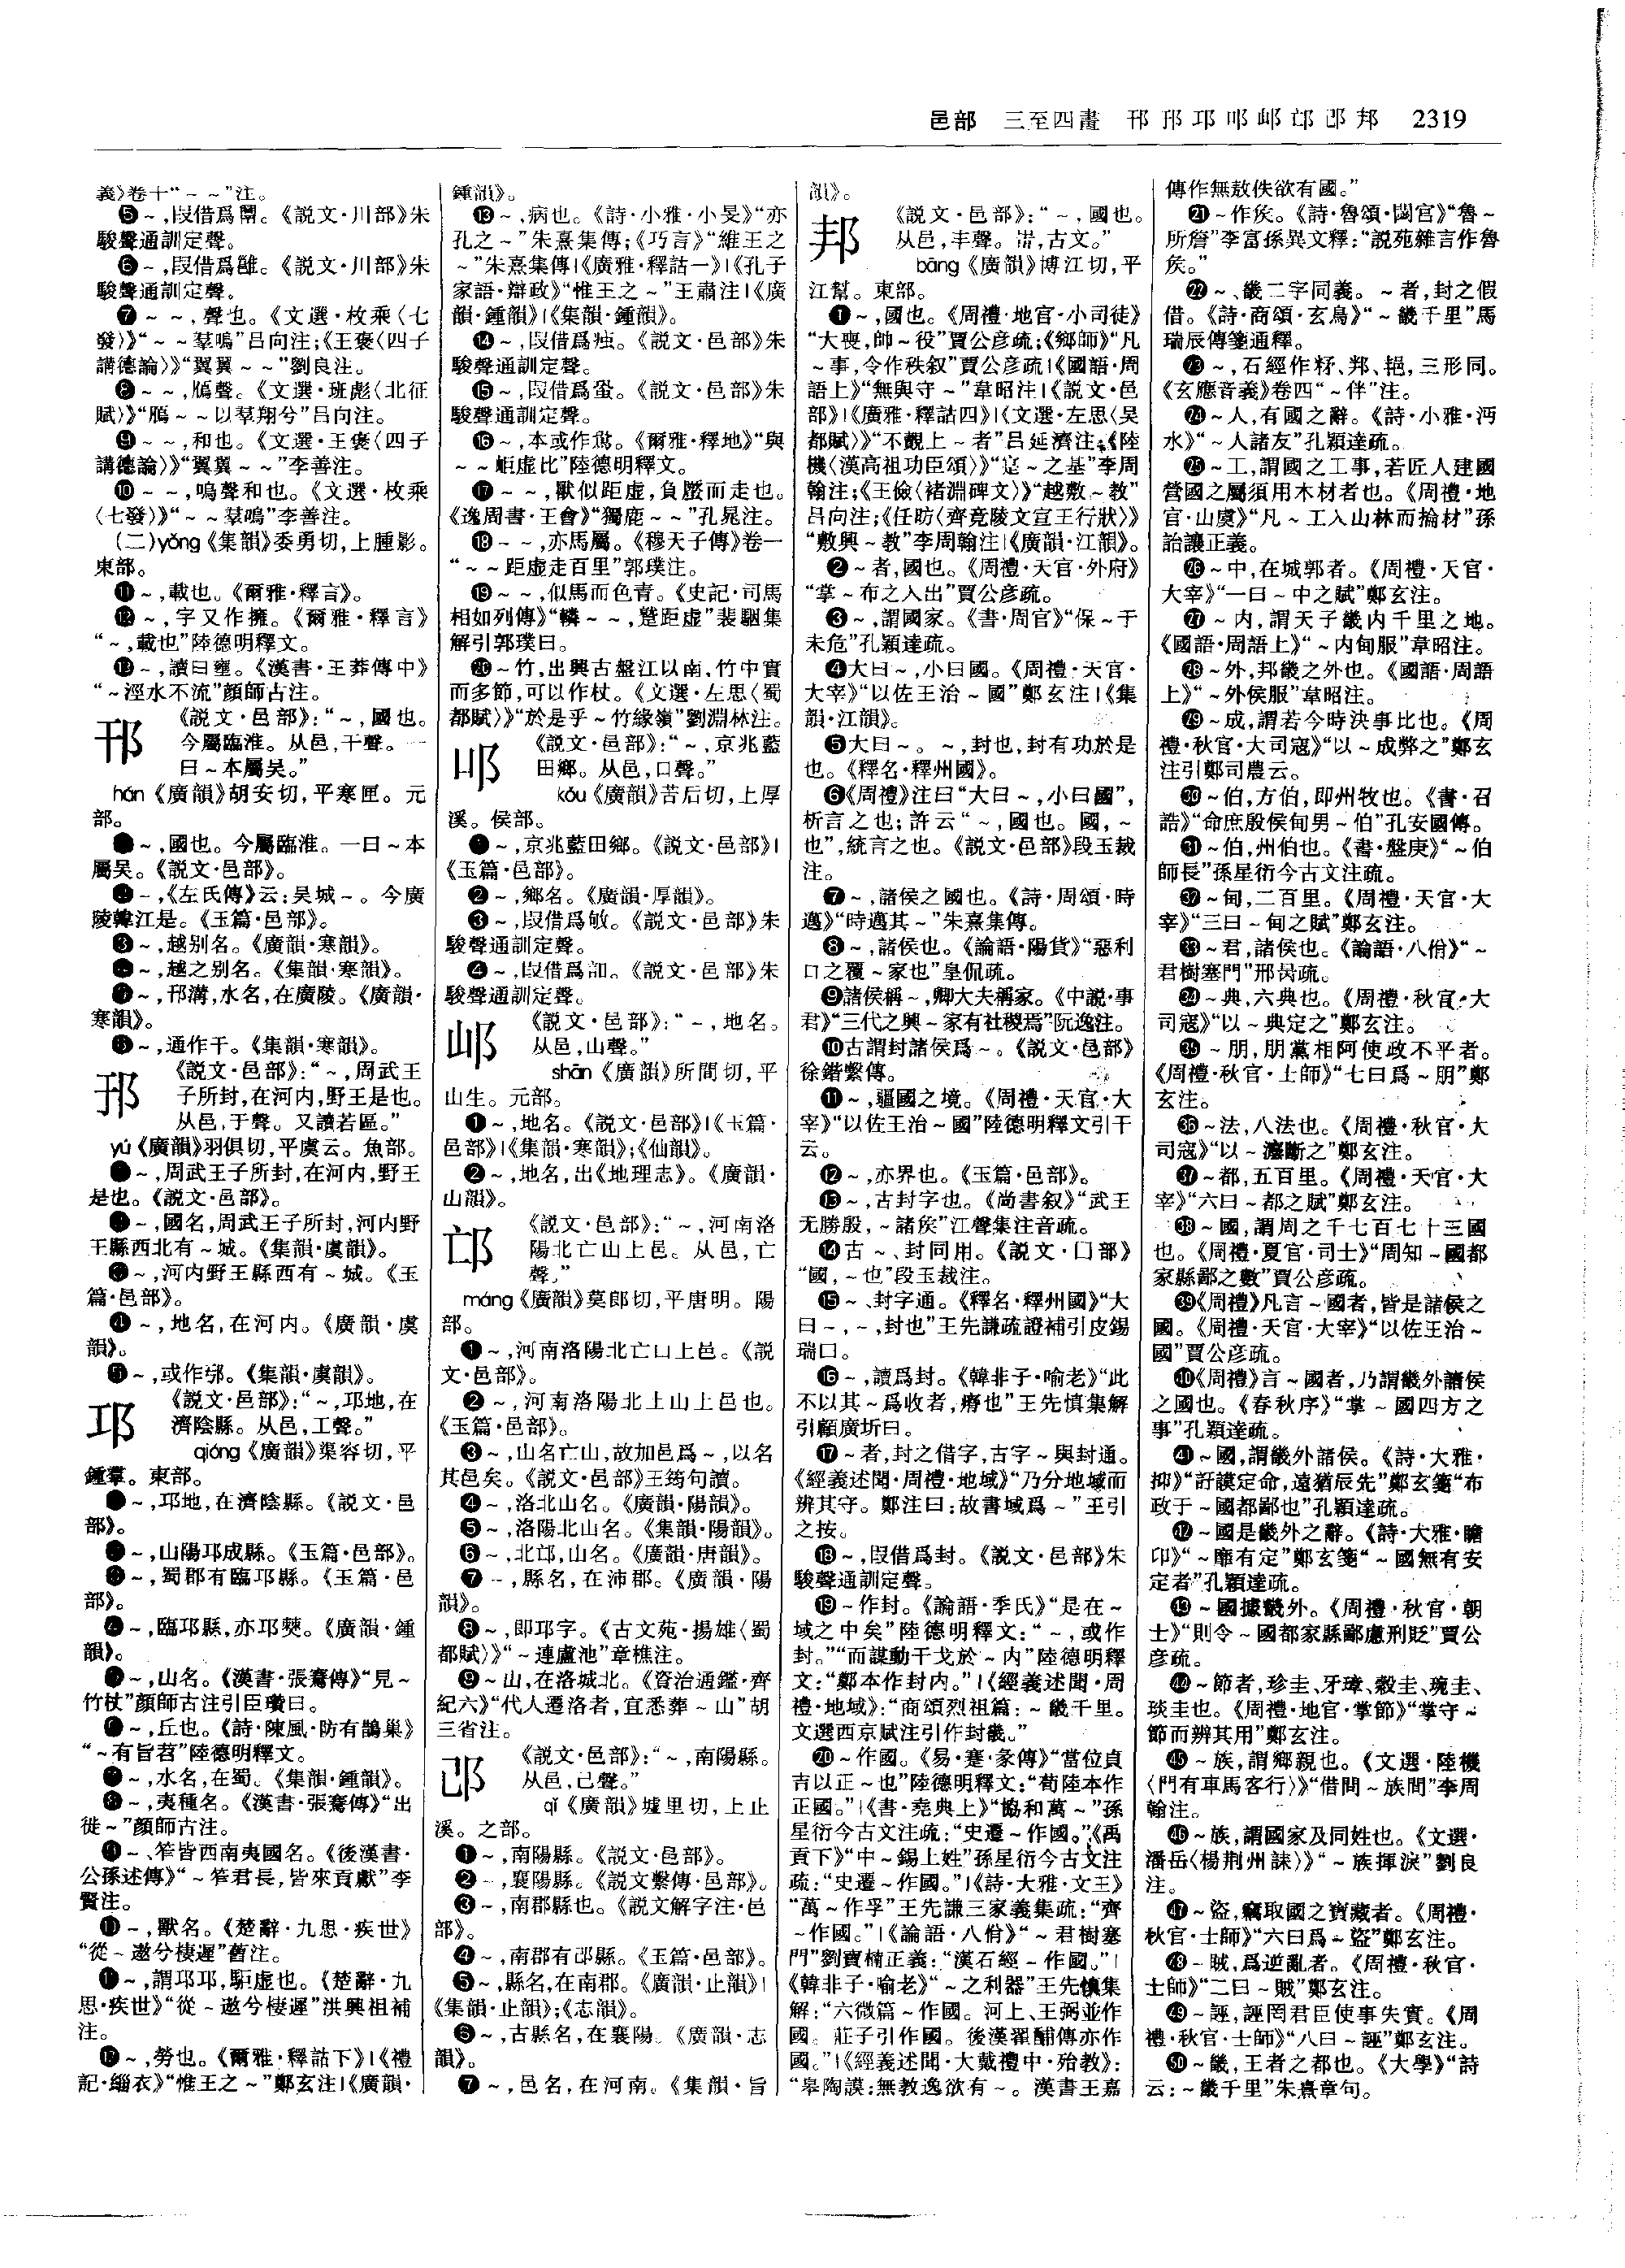 邑部 三至四畫 邗邘邛叩邖邙邔邦 2319
義》卷十“～～”注。
❺～,叚借爲𨶹。《説文·川部》朱
駿聲通訓定聲。
❻～,叚借爲雝。《説文·川部》朱
駿聲通訓定聲。
❼～～,聲也。《文選·枚乘〈七
發〉》“～～羣鳴”吕向注;《王襃〈四子
講德論〉》“翼翼～～”劉良注。
❽～～,鴈聲。《文選·班彪〈北征
賦〉》“鴈～～以羣翔兮”吕向注。
❾～～,和也。《文選·王襃〈四子
講德論〉》“翼翼～～”李善注。
❿～～,鳴聲和也。《文選·枚乘
〈七發〉》“～～羣鳴”李善注。
(二)yǒng《集韻》委勇切,上腫影。
東部。
⓫～,載也。《爾雅·釋言》。
⓬～,字又作擁。《爾雅·釋言》
“～,載也”陸德明釋文。
⓭～,讀曰壅。《漢書·王莽傳中》
“～涇水不流”顔師古注。
邗 《説文·邑部》:“～,國也。
今屬臨淮。从邑,干聲。一
曰～本屬吴。”
hán《廣韻》胡安切,平寒匣。元
部。
❶～,國也。今屬臨淮。一曰～本
屬吴。《説文·邑部》。
❷～,《左氏傳》云:吴城～。今廣
陵韓江是。《玉篇·邑部》。
❸～,越别名。《廣韻·寒韻》。
❹～,越之别名。《集韻·寒韻》。
❺～,邗溝,水名,在廣陵。《廣韻·
寒韻》。
❻～,通作干。《集韻·寒韻》。
邘 《説文·邑部》:“～,周武王
子所封,在河内,野王是也。
从邑,于聲。又讀若區。”
yú《廣韻》羽俱切,平虞云。魚部。
❶～,周武王子所封,在河内,野王
是也。《説文·邑部》。
❷～,國名,周武王子所封,河内野
王縣西北有～城。《集韻·虞韻》。
❸～,河内野王縣西有～城。《玉
篇·邑部》。
❹～,地名,在河内。《廣韻·虞
韻》。
❺～,或作䣍。《集韻·虞韻》。
邛 《説文·邑部》:“～,邛地,在
濟陰縣。从邑,工聲。”
qióng《廣韻》渠容切,平
鍾羣。東部。
❶～,邛地,在濟陰縣。《説文·邑
部》。
❷～,山陽邛成縣。《玉篇·邑部》。
❸～,蜀郡有臨邛縣。《玉篇·邑
部》。
❹～,臨邛縣,亦邛僰。《廣韻·鍾
韻》。
❺～,山名。《漢書·張騫傳》“見～
竹杖”顔師古注引臣瓚曰。
❻～,丘也。《詩·陳風·防有鵲巢》
“～有旨苕”陸德明釋文。
❼～,水名,在蜀。《集韻·鍾韻》。
❽～,夷種名。《漢書·張騫傳》“出
徙～”顔師古注。
❾～、笮皆西南夷國名。《後漢書·
公孫述傳》“～笮君長,皆來貢獻”李
賢注。
❿～,獸名。《楚辭·九思·疾世》
“從～遨兮棲遲”舊注。
⓫～,謂邛邛,駏虛也。《楚辭·九
思·疾世》“從～遨兮棲遲”洪興祖補
注。
⓬～,勞也。《爾雅·釋詁下》|《禮
記·緇衣》“惟王之～”鄭玄注|《廣韻·
鍾韻》。
⓭～,病也。《詩·小雅·小旻》“亦
孔之～”朱熹集傳;《巧言》“維王之
～”朱熹集傳|《廣雅·釋詁一》|《孔子
家語·辯政》“惟王之～”王肅注|《廣
韻·鍾韻》|《集韻·鍾韻》。
⓮～,叚借爲㺜。《説文·邑部》朱
駿聲通訓定聲。
⓯～,叚借爲蛩。《説文·邑部》朱
駿聲通訓定聲。
⓰～,本或作䳍。《爾雅·釋地》“與
～～岠虛比”陸德明釋文。
⓱～～,獸似距虛,負蟨而走也。
《逸周書·王會》“獨鹿～～”孔晁注。
⓲～～,亦馬屬。《穆天子傳》卷一
“～～距虛走百里”郭璞注。
⓳～～,似馬而色青。《史記·司馬
相如列傳》“轔～～,蹵距虛”裴駰集
解引郭璞曰。
⓴～竹,出興古盤江以南,竹中實
而多節,可以作杖。《文選·左思〈蜀
都賦〉》“於是乎～竹緣嶺”劉淵林注。
叩 《説文·邑部》:“～,京兆藍
田鄉。从邑,口聲。”
kǒu《廣韻》苦后切,上厚
溪。侯部。
❶～,京兆藍田鄉。《説文·邑部》|
《玉篇·邑部》。
❷～,鄉名。《廣韻·厚韻》。
❸～,叚借爲敂。《説文·邑部》朱
駿聲通訓定聲。
❹～,叚借爲訆。《説文·邑部》朱
駿聲通訓定聲。
邖 《説文·邑部》:“～,地名。
从邑,山聲。”
shān《廣韻》所間切,平
山生。元部。
❶～,地名。《説文·邑部》|《玉篇·
邑部》|《集韻·寒韻》;《仙韻》。
❷～,地名,出《地理志》。《廣韻·
山韻》。
邙 《説文·邑部》:“～,河南洛
陽北亡山上邑。从邑,亡
聲。”
máng《廣韻》莫郎切,平唐明。陽
部。
❶～,河南洛陽北亡山上邑。《説
文·邑部》。
❷～,河南洛陽北土山上邑也。
《玉篇·邑部》。
❸～,山名亡山,故加邑爲～,以名
其邑矣。《説文·邑部》王筠句讀。
❹～,洛北山名。《廣韻·陽韻》。
❺～,洛陽北山名。《集韻·陽韻》。
❻～,北邙,山名。《廣韻·唐韻》。
❼～,縣名,在沛郡。《廣韻·陽
韻》。
❽～,即邛字。《古文苑·揚雄〈蜀
都賦〉》“～連盧池”章樵注。
❾～山,在洛城北。《資治通鑑·齊
紀六》“代人遷洛者,宜悉葬～山”胡
三省注。
邔 《説文·邑部》:“～,南陽縣。
从邑,己聲。”
qǐ《廣韻》墟里切,上止
溪。之部。
❶～,南陽縣。《説文·邑部》。
❷～,襄陽縣。《説文繫傳·邑部》。
❸～,南郡縣也。《説文解字注·邑
部》。
❹～,南郡有邔縣。《玉篇·邑部》。
❺～,縣名,在南郡。《廣韻·止韻》|
《集韻·止韻》;《志韻》。
❻～,古縣名,在襄陽。《廣韻·志
韻》。
❼～,邑名,在河南。《集韻·旨
韻》。
邦 《説文·邑部》:“～,國也。
从邑,丰聲。𤰫,古文。”
bāng《廣韻》博江切,平
江幫。東部。
❶～,國也。《周禮·地官·小司徒》
“大喪,帥～役”賈公彦疏;《鄉師》“凡
～事,令作秩叙”賈公彦疏|《國語·周
語上》“無與守～”韋昭注|《説文·邑
部》|《廣雅·釋詁四》|《文選·左思〈吴
都賦〉》“不覩上～者”吕延濟注;《陸
機〈漢高祖功臣頌〉》“寔～之基”李周
翰注;《王儉〈褚淵碑文〉》“越敷～教”
吕向注;《任昉〈齊竟陵文宣王行狀〉》
“敷興～教”李周翰注|《廣韻·江韻》。
❷～者,國也。《周禮·天官·外府》
“掌～布之入出”賈公彦疏。
❸～,謂國家。《書·周官》“保～于
未危”孔穎達疏。
❹大曰～,小曰國。《周禮·天官·
大宰》“以佐王治～國”鄭玄注|《集
韻·江韻》。
❺大曰～。～,封也,封有功於是
也。《釋名·釋州國》。
❻《周禮》注曰“大曰～,小曰國”,
析言之也;許云“～,國也。國,～
也”,統言之也。《説文·邑部》段玉裁
注。
❼～,諸侯之國也。《詩·周頌·時
邁》“時邁其～”朱熹集傳。
❽～,諸侯也。《論語·陽貨》“惡利
口之覆～家也”皇侃疏。
❾諸侯稱～,卿大夫稱家。《中説·事
君》“三代之興～家有社稷焉”阮逸注。
❿古謂封諸侯爲～。《説文·邑部》
徐鍇繫傳。
⓫～,疆國之境。《周禮·天官·大
宰》“以佐王治～國”陸德明釋文引干
云。
⓬～,亦界也。《玉篇·邑部》。
⓭～,古封字也。《尚書叙》“武王
无勝殷,～諸矦”江聲集注音疏。
⓮古～、封同用。《説文·囗部》
“國,～也”段玉裁注。
⓯～、封字通。《釋名·釋州國》“大
曰～,～,封也”王先謙疏證補引皮錫
瑞曰。
⓰～,讀爲封。《韓非子·喻老》“此
不以其～爲收者,瘠也”王先慎集解
引顧廣圻曰。
⓱～者,封之借字,古字～與封通。
《經義述聞·周禮·地域》“乃分地域而
辨其守。鄭注曰:故書域爲～”王引
之按。
⓲～,叚借爲封。《説文·邑部》朱
駿聲通訓定聲。
⓳～作封。《論語·季氏》“是在～
域之中矣”陸德明釋文:“～,或作
封。”“而謀動干戈於～内”陸德明釋
文:“鄭本作封内。”|《經義述聞·周
禮·地域》:“商頌烈祖篇:～畿千里。
文選西京賦注引作封畿。”
⓴～作國。《易·蹇·彖傳》“當位貞
吉以正～也”陸德明釋文:“荀陸本作
正國。”|《書·堯典上》“協和萬～”孫
星衍今古文注疏:“史遷～作國。”《禹
貢下》“中～錫土姓”孫星衍今古文注
疏:“史遷～作國。”|《詩·大雅·文王》
“萬～作孚”王先謙三家義集疏:“齊
～作國。”|《論語·八佾》“～君樹塞
門”劉寶楠正義:“漢石經～作國。”|
《韓非子·喻老》“～之利器”王先慎集
解:“六微篇～作國。河上、王弼並作
國。莊子引作國。後漢翟酺傳亦作
國。”|《經義述聞·大戴禮中·殆教》:
“皋陶謨:無教逸欲有～。漢書王嘉
傳作無敖佚欲有國。”
㉑～作矦。《詩·魯頌·閟宫》“魯～
所詹”李富孫異文釋:“説苑雜言作魯
矦。”
㉒～、畿二字同義。～者,封之假
借。《詩·商頌·玄鳥》“～畿千里”馬
瑞辰傳箋通釋。
㉓～,石經作𥝩、邦、𢁼,三形同。
《玄應音義》卷四“～伴”注。
㉔～人,有國之辭。《詩·小雅·沔
水》“～人諸友”孔穎達疏。
㉕～工,謂國之工事,若匠人建國
營國之屬須用木材者也。《周禮·地
官·山虞》“凡～工入山林而掄材”孫
詒讓正義。
㉖～中,在城郭者。《周禮·天官·
大宰》“一曰～中之賦”鄭玄注。
㉗～内,謂天子畿内千里之地。
《國語·周語上》“～内甸服”韋昭注。
㉘～外,邦畿之外也。《國語·周語
上》“～外侯服”韋昭注。
㉙～成,謂若今時決事比也。《周
禮·秋官·大司寇》“以～成弊之”鄭玄
注引鄭司農云。
㉚～伯,方伯,即州牧也。《書·召
誥》“命庶殷侯甸男～伯”孔安國傳。
㉛～伯,州伯也。《書·盤庚》“～伯
師長”孫星衍今古文注疏。
㉜～甸,二百里。《周禮·天官·大
宰》“三曰～甸之賦”鄭玄注。
㉝～君,諸侯也。《論語·八佾》“～
君樹塞門”邢昺疏。
㉞～典,六典也。《周禮·秋官·大
司寇》“以～典定之”鄭玄注。
㉟～朋,朋黨相阿使政不平者。
《周禮·秋官·士師》“七曰爲～朋”鄭
玄注。
㊱～法,八法也。《周禮·秋官·大
司寇》“以～灋斷之”鄭玄注。
㊲～都,五百里。《周禮·天官·大
宰》“六曰～都之賦”鄭玄注。
㊳～國,謂周之千七百七十三國
也。《周禮·夏官·司士》“周知～國都
家縣鄙之數”賈公彦疏。
㊴《周禮》凡言～國者,皆是諸侯之
國。《周禮·天官·大宰》“以佐王治～
國”賈公彦疏。
㊵《周禮》言～國者,乃謂畿外諸侯
之國也。《春秋序》“掌～國四方之
事”孔穎達疏。
㊶～國,謂畿外諸侯。《詩·大雅·
抑》“訏謨定命,遠猶辰先”鄭玄箋“布
政于～國都鄙也”孔穎達疏。
㊷～國是畿外之辭。《詩·大雅·瞻
卬》“～靡有定”鄭玄箋“～國無有安
定者”孔穎達疏。
㊸～國據畿外。《周禮·秋官·朝
士》“則令～國都家縣鄙慮刑貶”賈公
彦疏。
㊹～節者,珍圭、牙璋、穀圭、琬圭、
琰圭也。《周禮·地官·掌節》“掌守～
節而辨其用”鄭玄注。
㊺～族,謂鄉親也。《文選·陸機
〈門有車馬客行〉》“借問～族間”李周
翰注。
㊻～族,謂國家及同姓也。《文選·
潘岳〈楊荆州誄〉》“～族揮淚”劉良
注。
㊼～盜,竊取國之寶藏者。《周禮·
秋官·士師》“六曰爲～盜”鄭玄注。
㊽～賊,爲逆亂者。《周禮·秋官·
士師》“二曰～賊”鄭玄注。
㊾～誣,誣罔君臣使事失實。《周
禮·秋官·士師》“八曰～誣”鄭玄注。
㊿～畿,王者之都也。《大學》“詩
云:～畿千里”朱熹章句。